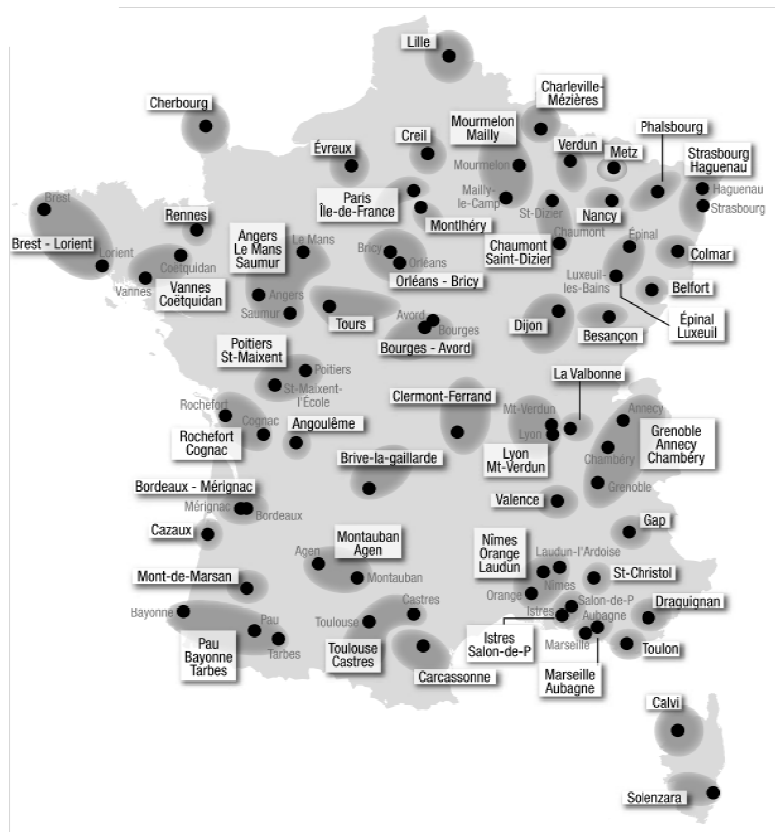 Lille
Charleville-
Mézières
Cherbourg
Mourmelon
Mailly
Phalsbourg
Creil
Verdun
Metz
Strasbourg
Haguenau
Évreux
Mourmelon
Haguenau
Mailly-
le-Camp
Paris
Île-de-France
St-Dizier
Nancy
Strasbourg
Brest
Rennes
Montlhéry
Angers
Le Mans
Saumur
Le Mans
Chaumont
Brest - Lorient
Lorient
Coëtquidan
Bricy
Orléans
Chaumont
Saint-Dizier
Épinal
Colmar
Vannes
Vannes
Coëtquidan
Orléans - Bricy
Luxeuil-
les-Bains
Belfort
Angers
Saumur
Tours
Avord
Bourges
Bourges - Avord
Dijon
Besançon
Épinal
Luxeuil
Poitiers
St-Maixent
Poitiers
St-Maixent-
l'École
La Valbonne
Clermont-Ferrand
Rochefort
Cognac
Angoulême
Mt-Verdun
Lyon
Annecy
Rochefort
Cognac
Grenoble
Annecy
Chambéry
Brive-la-gaillarde
Lyon
Mt-Verdun
Chambéry
Grenoble
Bordeaux - Mérignac
Mérignac
Bordeaux
Valence
Cazaux
Gap
Montauban
Agen
Nîmes
Orange
Laudun
Agen
Laudun-l'Ardoise
Mont-de-Marsan
Montauban
Nîmes
St-Christol
Orange
Bayonne
Castres
Salon-de-P
Draguignan
Pau
Toulouse
Istres
Aubagne
Tarbes
Pau
Bayonne
Tarbes
Toulouse
Castres
Istres
Salon-de-P
Marseille
Toulon
Carcassonne
Marseille
Aubagne
Calvi
Solenzara